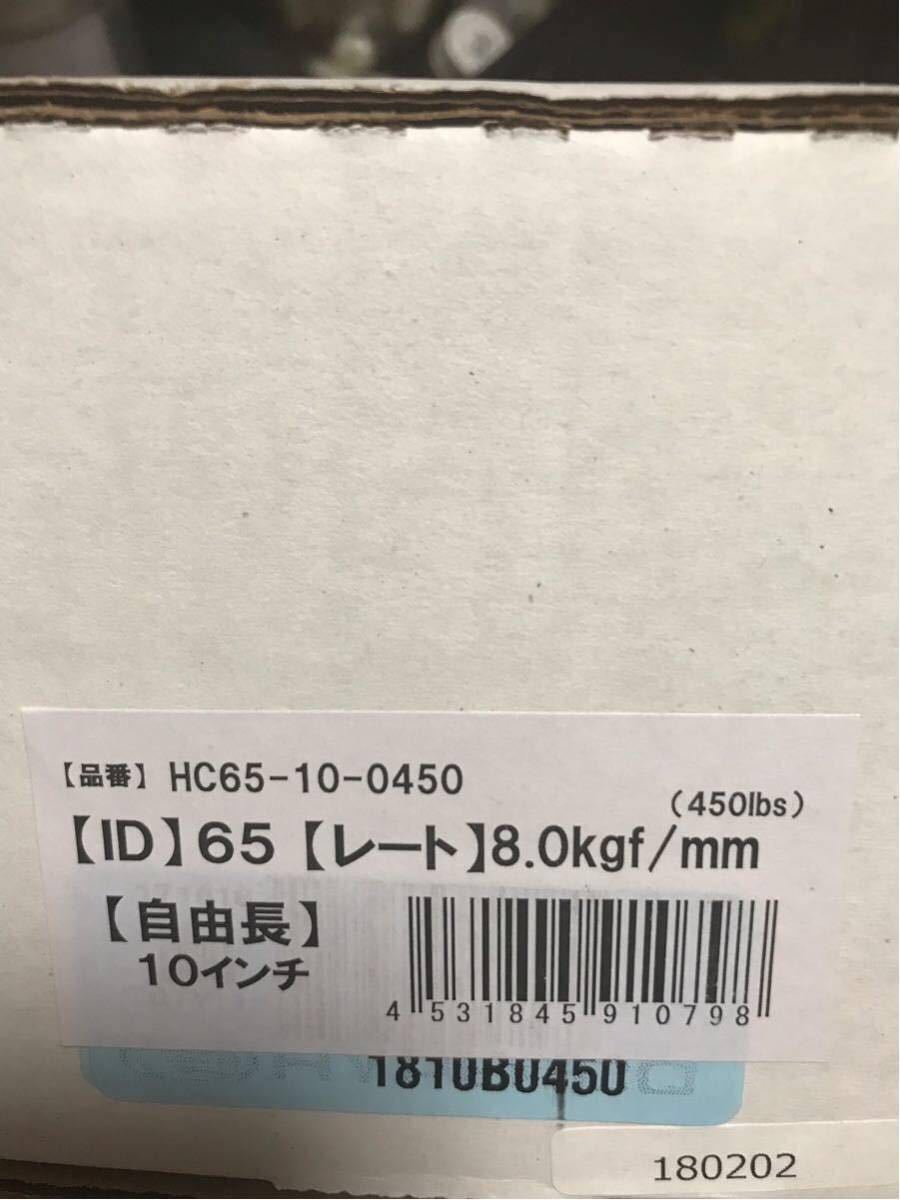 【品番】 HC65-10-0450
(450lbs)
【ID】65【レート】8.0kgf/mm
【自由長】
10インチ
4 531845 910798
1810B0450
180202